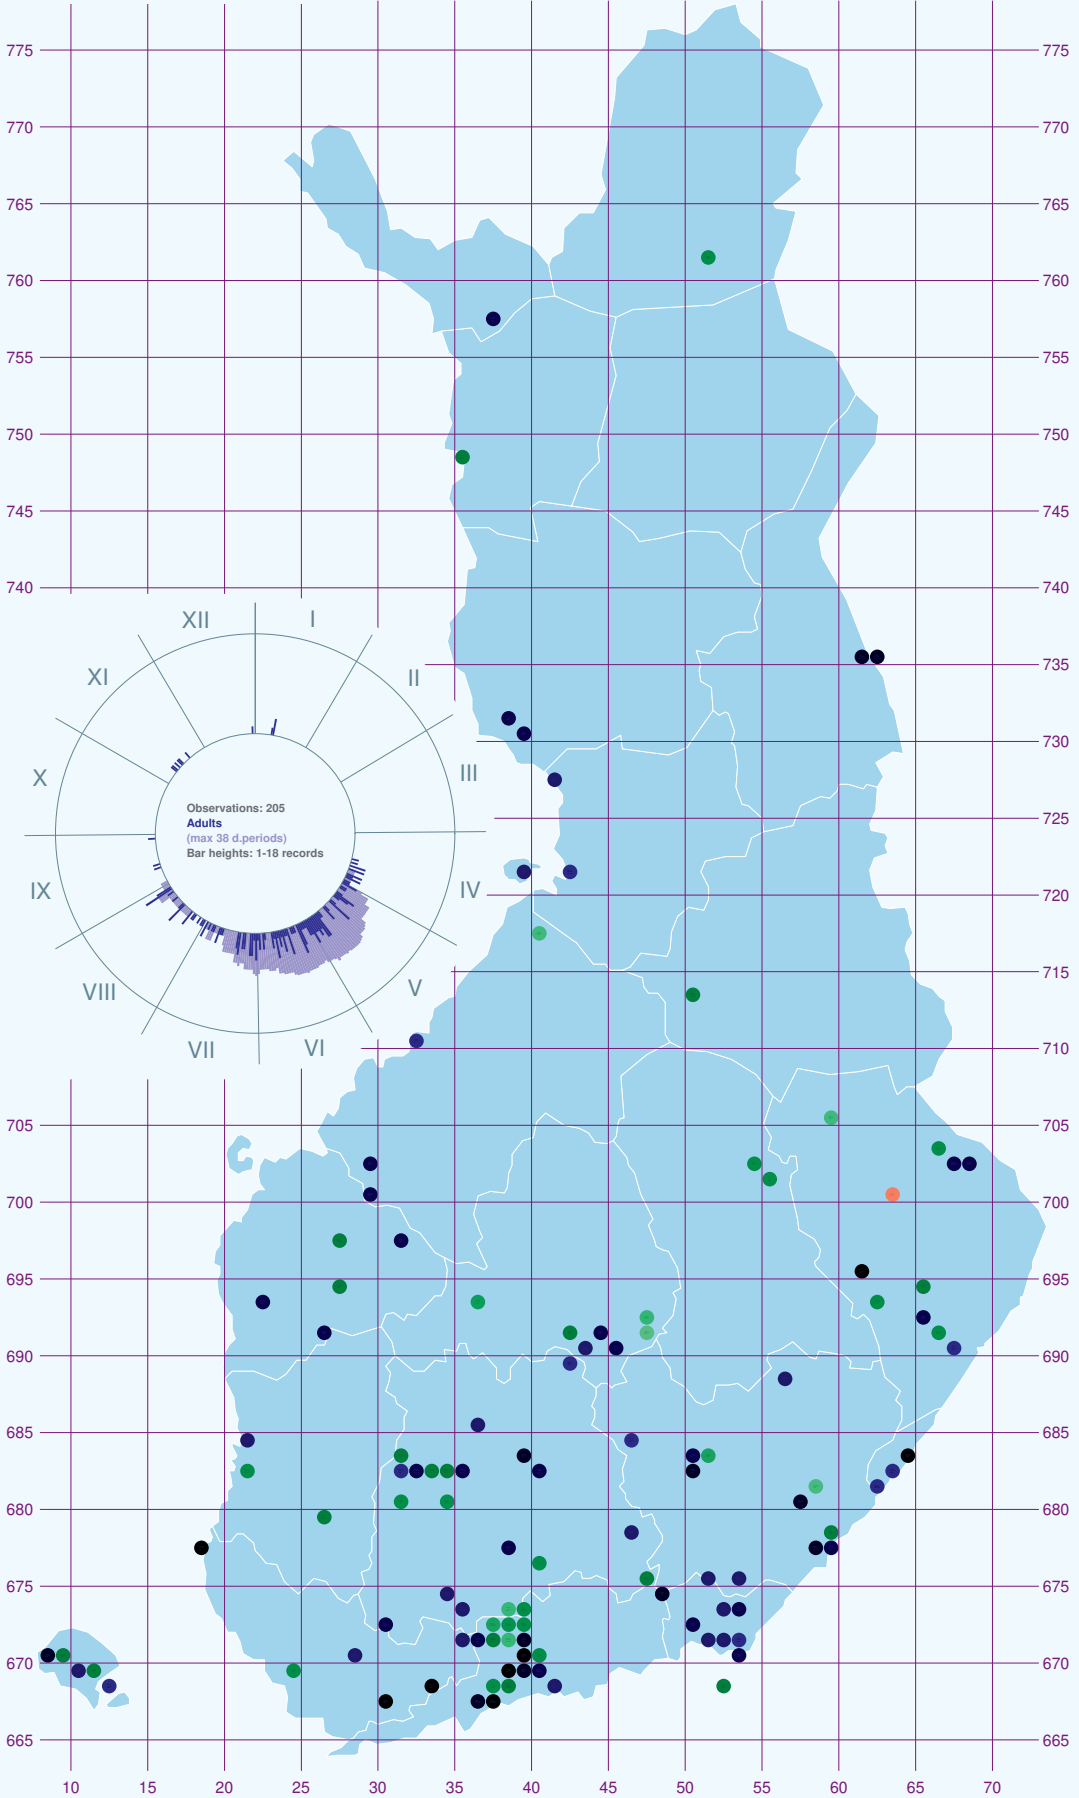 775 775
770 770
765 765
760 760
755 755
750 750
745 745
740 740
XII I
XI II
735
730
X III
Observations: 205
Adults
(max 38 d.periods)
Bar heights: 1-18 records
725
IX IV
720
VIII V
715
VII VI
710
705 705
700 700
695 695
690 690
685 685
680 680
675 675
670 670
665 665
10 15 20 25 30 35 40 45 50 55 60 65 70